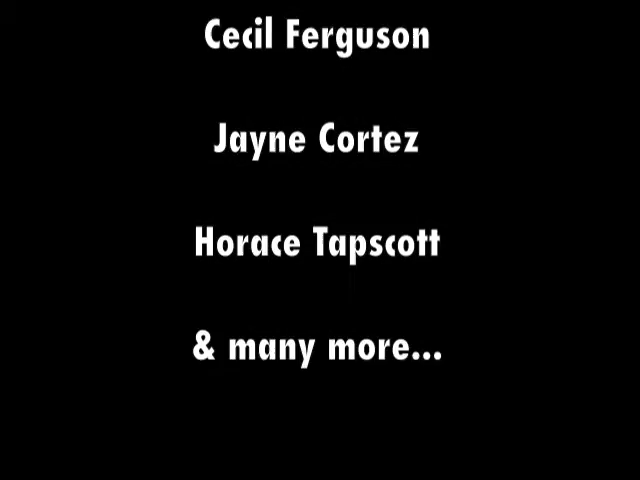 Cecil Ferguson
Jayne Cortez
Horace Tapscott
& many more...